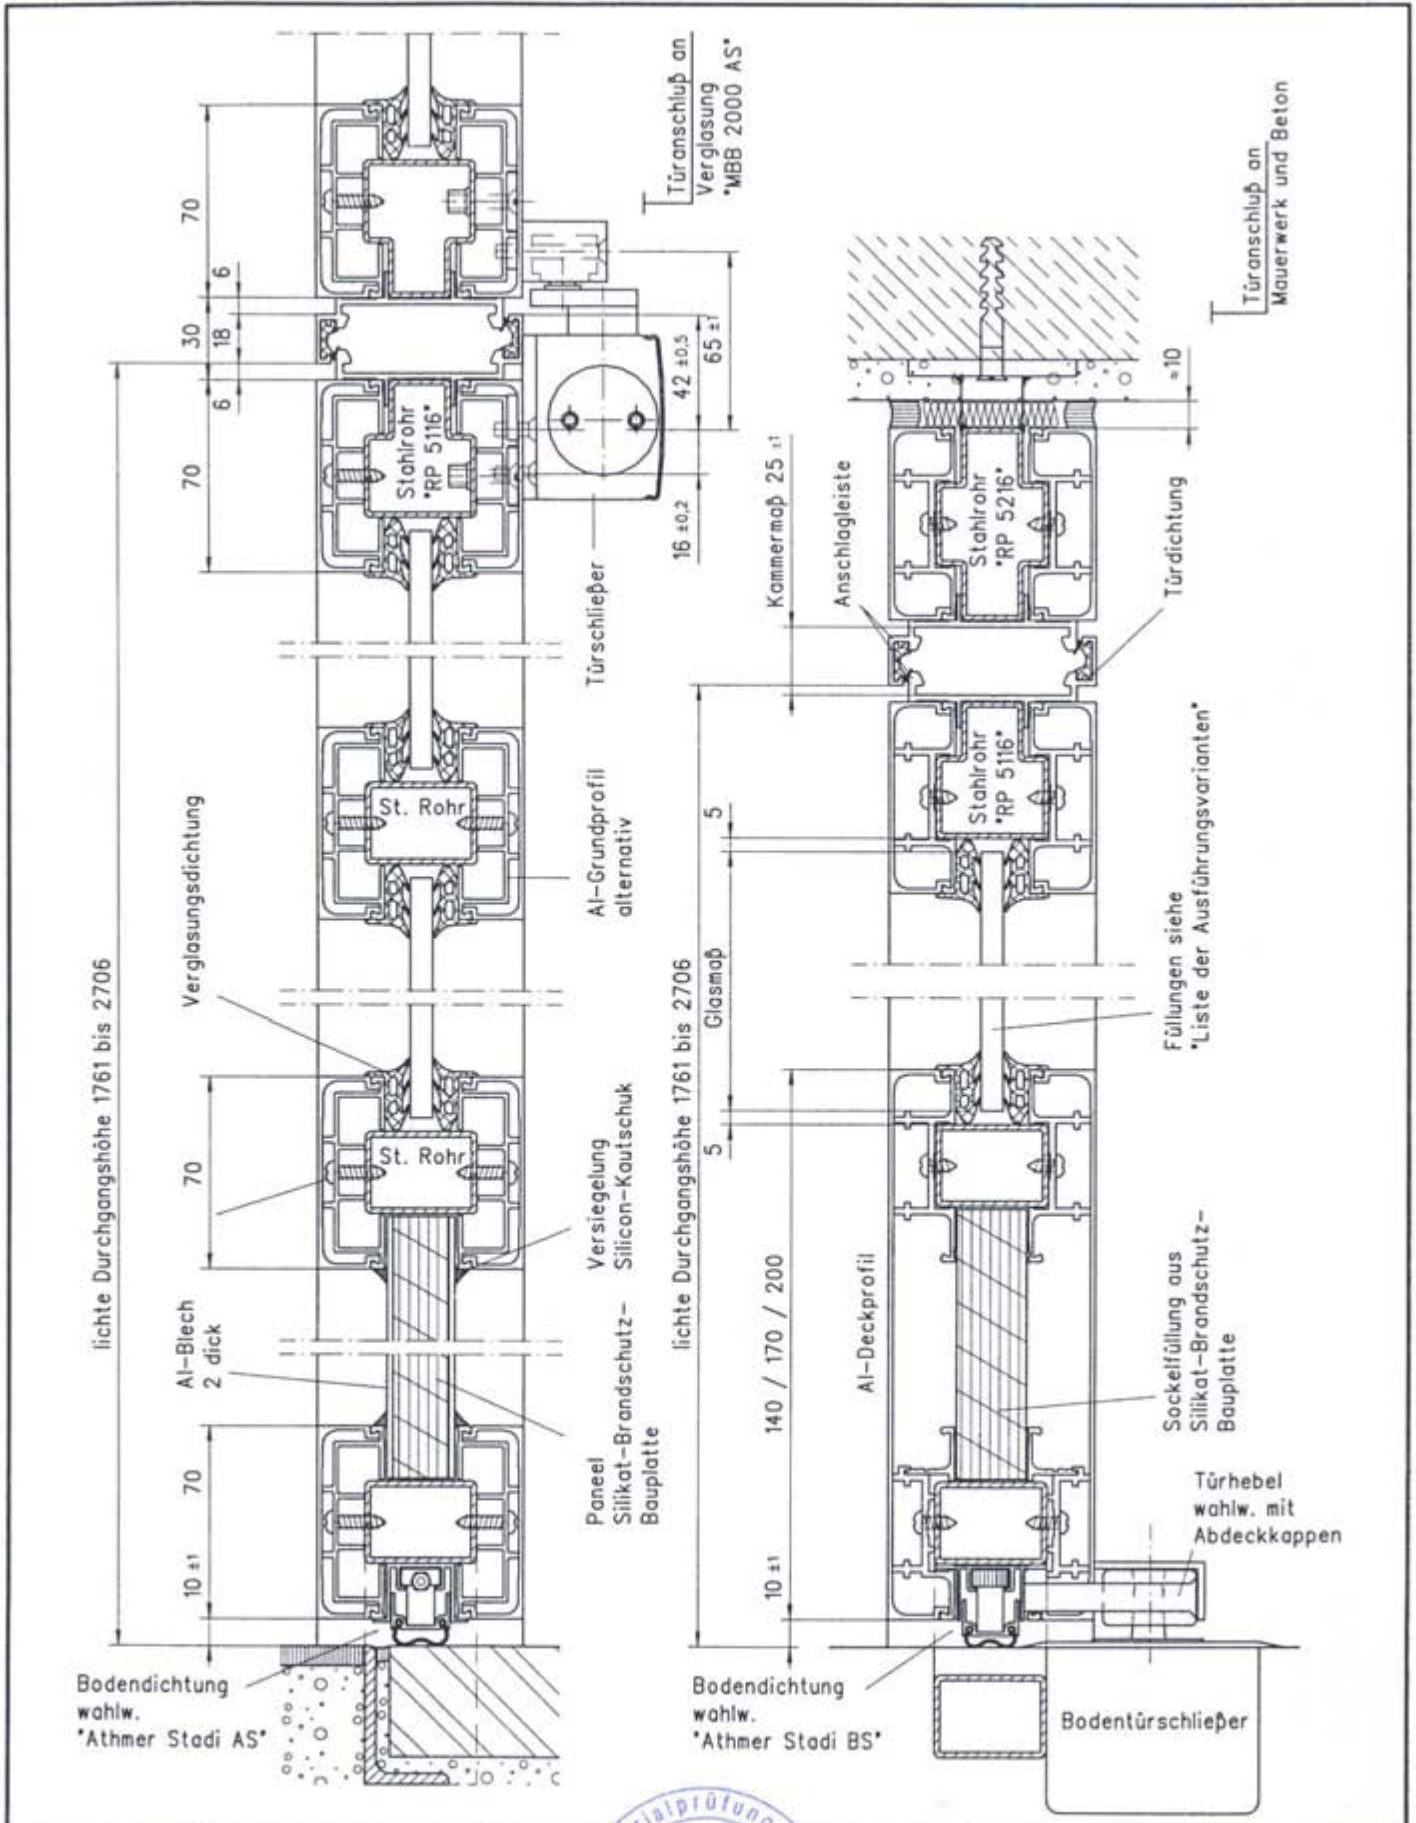 Türanschluß an
Verglasung
"MBB 2000 AS"
Türanschluß an
Mauerwerk und Beton
70
6
30
18
6
70
65 ±1
42 ±0,5
16 ±0,2
≈10
Stahlrohr
"RP 5116"
Türschließer
Kammermaß 25 ±1
Anschlagleiste
Türdichtung
Stahlrohr
"RP 5216"
Stahlrohr
"RP 5116"
St. Rohr
Al-Grundprofil
alternativ
Verglasungsdichtung
lichte Durchgangshöhe 1761 bis 2706
5
Glasmaß
5
Füllungen siehe
"Liste der Ausführungsvarianten"
70
St. Rohr
Versiegelung
Silicon-Kautschuk
lichte Durchgangshöhe 1761 bis 2706
Al-Blech
2 dick
Paneel
Silikat-Brandschutz-
Bauplatte
70
10 ±1
140 / 170 / 200
10 ±1
Al-Deckprofil
Sockelfüllung aus
Silikat-Brandschutz-
Bauplatte
Türhebel
wahlw. mit
Abdeckkappen
Bodendichtung
wahlw.
"Athmer Stadi AS"
Bodendichtung
wahlw.
"Athmer Stadi BS"
Bodentürschließer
ialprüfung